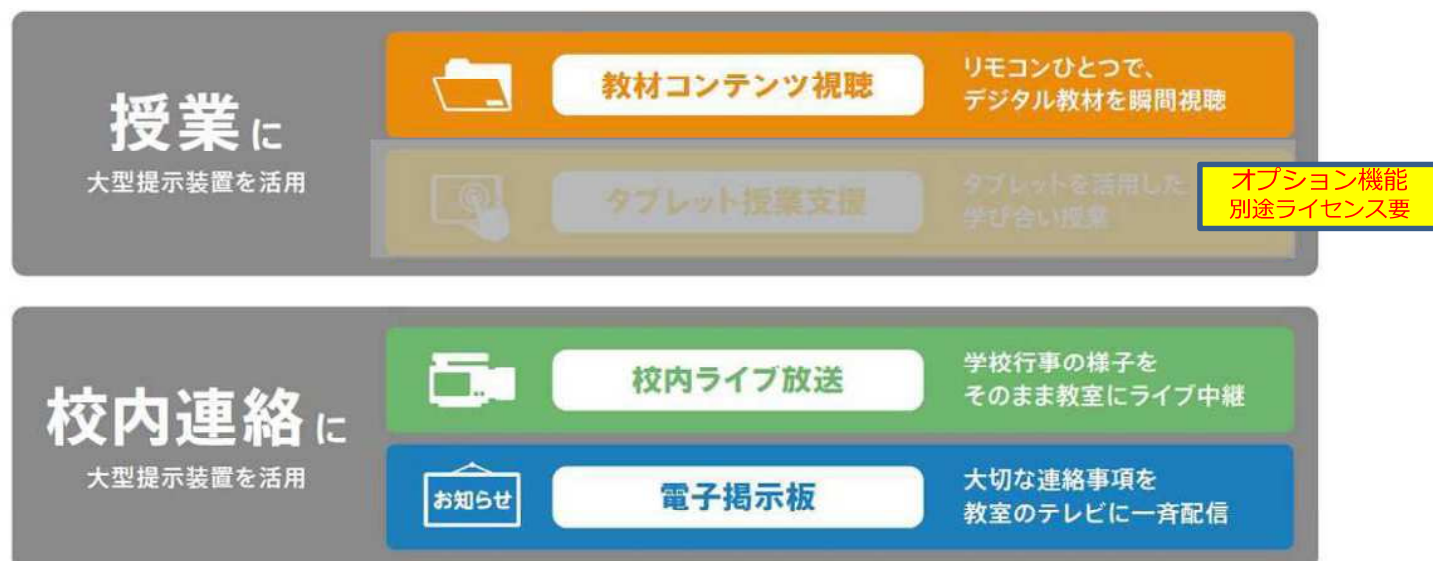 授業に
大型提示装置を活用
教材コンテンツ視聴
リモコンひとつで、
デジタル教材を瞬間視聴
タブレット授業支援
タブレットを活用した
学び合い授業
オプション機能
別途ライセンス要
校内連絡に
大型提示装置を活用
校内ライブ放送
学校行事の様子を
そのまま教室にライブ中継
お知らせ
電子掲示板
大切な連絡事項を
教室のテレビに一斉配信